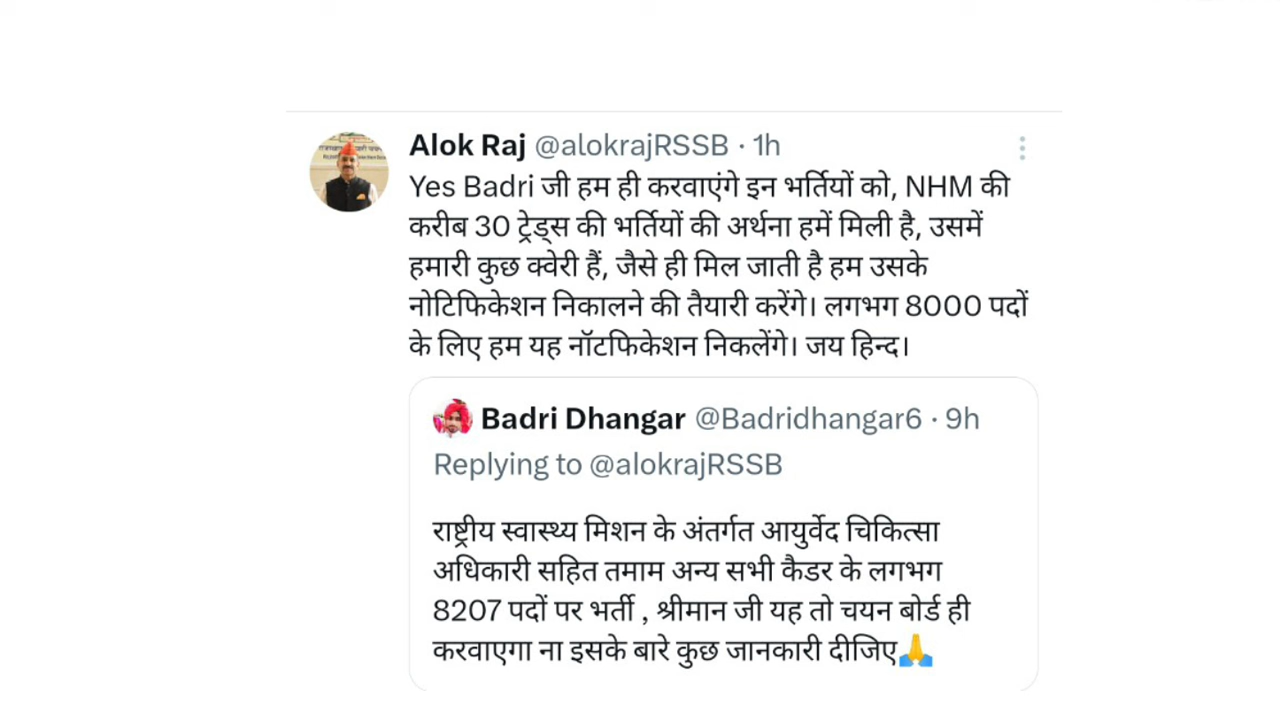 Alok Raj @alokrajRSSB · 1h
Yes Badri जी हम ही करवाएंगे इन भर्तियों को, NHM की
करीब 30 ट्रेड्स की भर्तियों की अर्थना हमें मिली है, उसमें
हमारी कुछ क्वेरी हैं, जैसे ही मिल जाती है हम उसके
नोटिफिकेशन निकालने की तैयारी करेंगे। लगभग 8000 पदों
के लिए हम यह नॉटफिकेशन निकलेंगे। जय हिन्द।
Badri Dhangar @Badridhangar6 · 9h
Replying to @alokrajRSSB
राष्ट्रीय स्वास्थ्य मिशन के अंतर्गत आयुर्वेद चिकित्सा
अधिकारी सहित तमाम अन्य सभी कैडर के लगभग
8207 पदों पर भर्ती , श्रीमान जी यह तो चयन बोर्ड ही
करवाएगा ना इसके बारे कुछ जानकारी दीजिए🙏